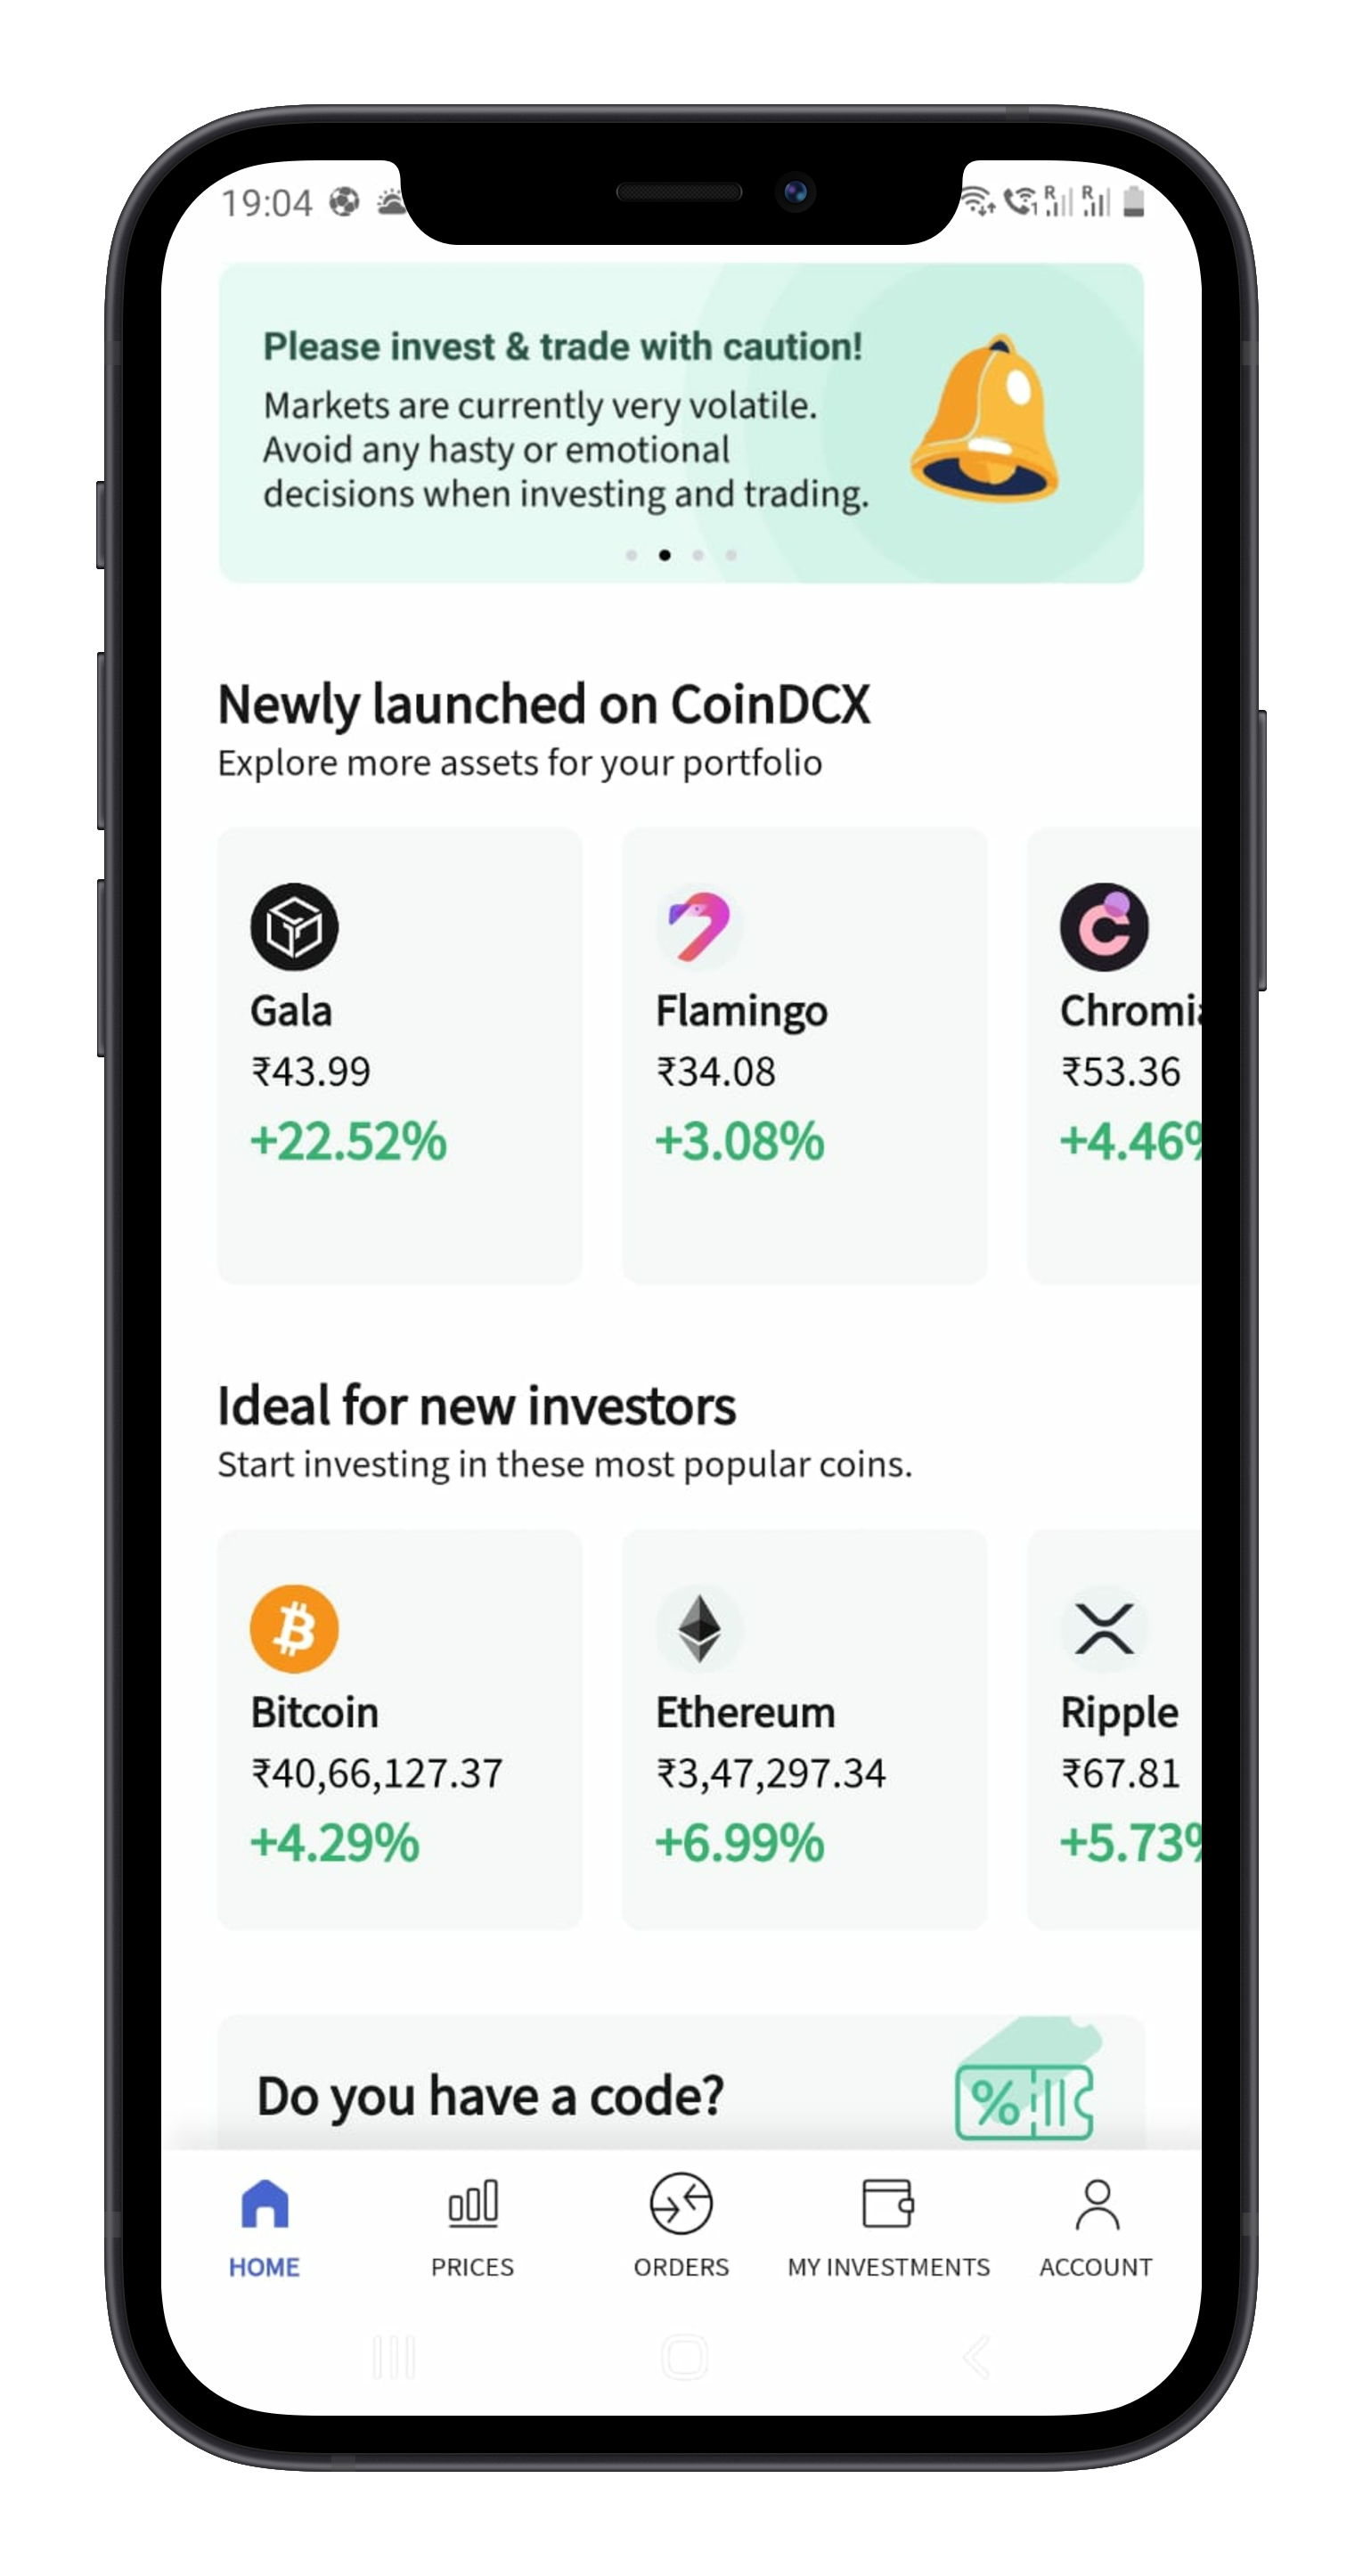 19:04
Please invest & trade with caution!
Markets are currently very volatile.
Avoid any hasty or emotional
decisions when investing and trading.
Newly launched on CoinDCX
Explore more assets for your portfolio
Gala
₹43.99
+22.52%
Flamingo
₹34.08
+3.08%
Chromia
₹53.36
+4.46%
Ideal for new investors
Start investing in these most popular coins.
Bitcoin
₹40,66,127.37
+4.29%
Ethereum
₹3,47,297.34
+6.99%
Ripple
₹67.81
+5.73%
Do you have a code?
%
HOME
PRICES
ORDERS
MY INVESTMENTS
ACCOUNT